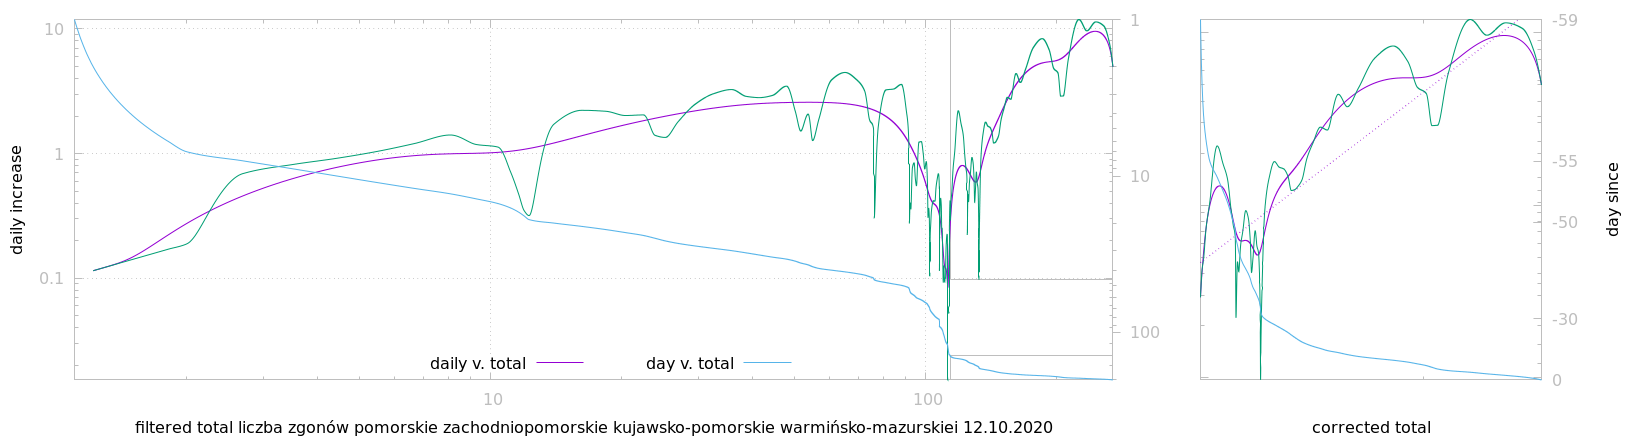 10
1
0.1
daily increase
10
100
1
10
100
daily v. total
day v. total
filtered total liczba zgonów pomorskie zachodniopomorskie kujawsko-pomorskie warmińsko-mazurskiei 12.10.2020
-59
-55
-50
-30
0
day since
corrected total